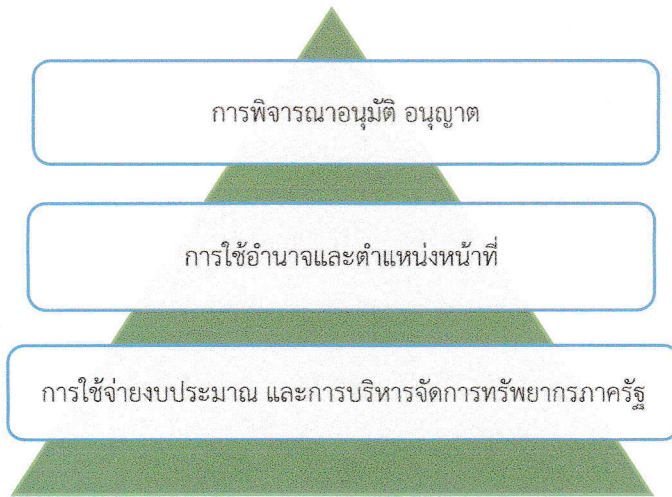 การพิจารณาอนุมัติ อนุญาต
การใช้อำนาจและตำแหน่งหน้าที่
การใช้จ่ายงบประมาณ และการบริหารจัดการทรัพยากรภาครัฐ